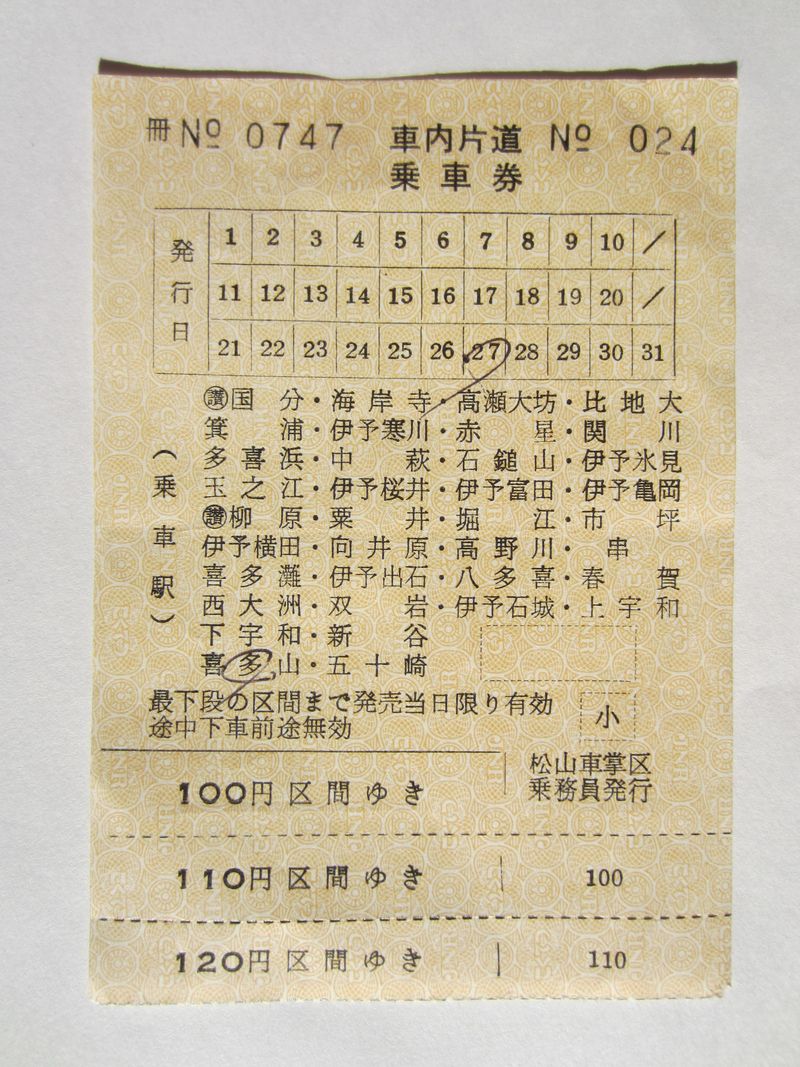 冊 № 0747 車内片道 № 024
乗車券
発行日
1 2 3 4 5 6 7 8 9 10 /
11 12 13 14 15 16 17 18 19 20 /
21 22 23 24 25 26 27 28 29 30 31
(乗車駅)
讃 国分・海岸寺・高瀬大坊・比地大
箕浦・伊予寒川・赤星・関川
多喜浜・中萩・石鎚山・伊予氷見
玉之江・伊予桜井・伊予富田・伊予亀岡
讃 柳原・粟井・堀江・市坪
伊予横田・向井原・高野川・串
喜多灘・伊予出石・八多喜・春賀
西大洲・双岩・伊予石城・上宇和
下宇和・新谷
喜多山・五十崎
最下段の区間まで発売当日限り有効
途中下車前途無効
小
松山車掌区
乗務員発行
100円区間ゆき
110円区間ゆき 100
120円区間ゆき 110